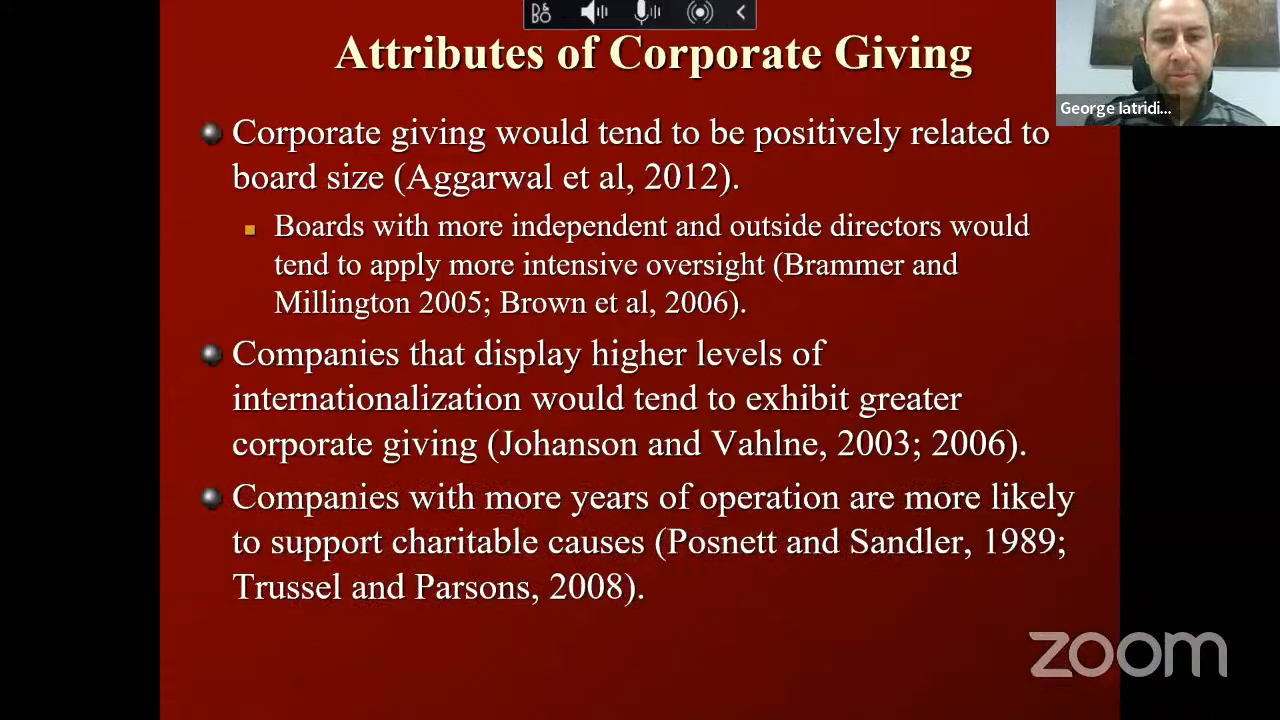 Attributes of Corporate Giving
George Iatridi...
Corporate giving would tend to be positively related to
board size (Aggarwal et al, 2012).
Boards with more independent and outside directors would
tend to apply more intensive oversight (Brammer and
Millington 2005; Brown et al, 2006).
Companies that display higher levels of
internationalization would tend to exhibit greater
corporate giving (Johanson and Vahlne, 2003; 2006).
Companies with more years of operation are more likely
to support charitable causes (Posnett and Sandler, 1989;
Trussel and Parsons, 2008).
zoom